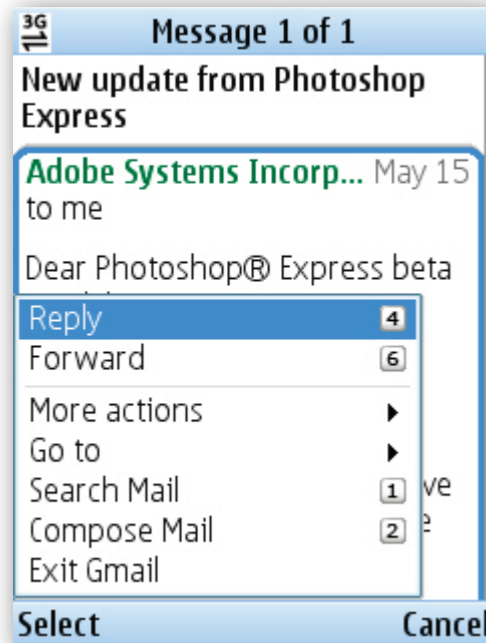 3G
Message 1 of 1
New update from Photoshop
Express
Adobe Systems Incorp... May 15
to me
Dear Photoshop® Express beta
Reply 4
Forward 6
More actions
Go to
Search Mail 1
Compose Mail 2
Exit Gmail
Select Cancel